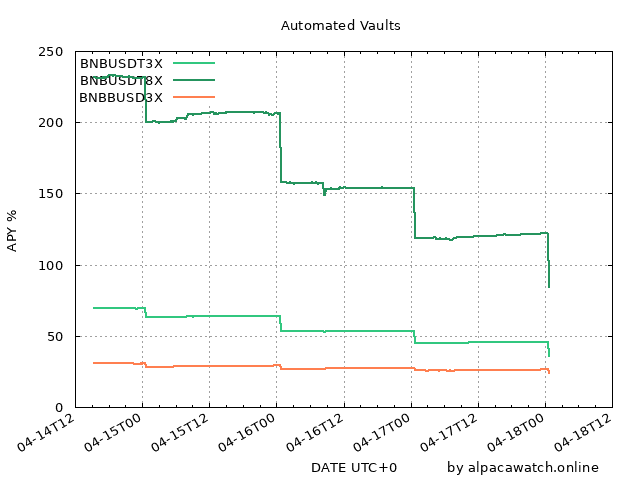 Automated Vaults
250
200
150
100
50
0
APY %
BNBUSDT3X
BNBUSDT8X
BNBBUSD3X
04-14T12
04-15T00
04-15T12
04-16T00
04-16T12
04-17T00
04-17T12
04-18T00
04-18T12
DATE UTC+0
by alpacawatch.online